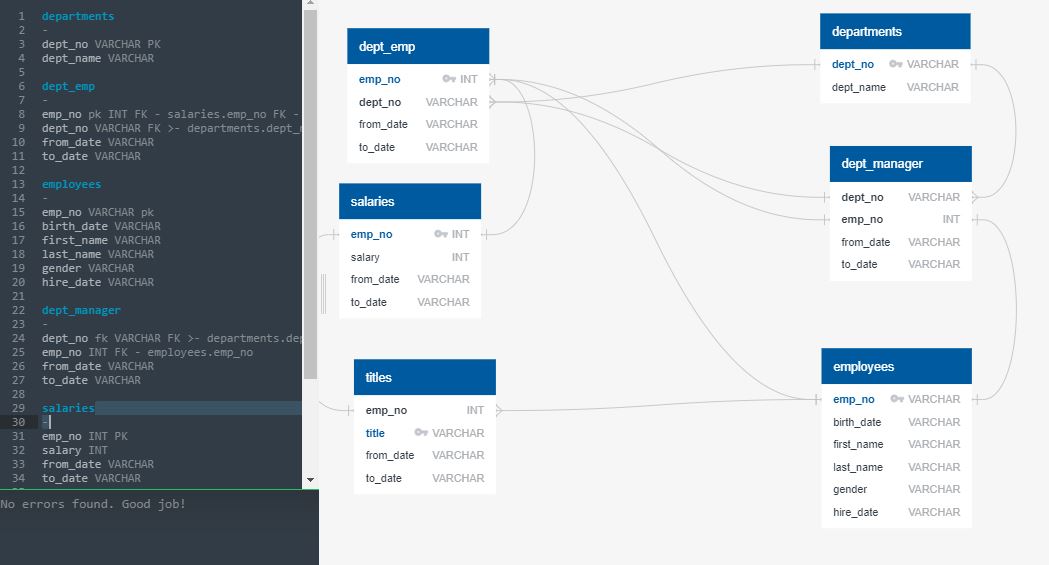 1 departments
2 -
3 dept_no VARCHAR PK
4 dept_name VARCHAR
5
6 dept_emp
7 -
8 emp_no pk INT FK - salaries.emp_no FK -
9 dept_no VARCHAR FK >- departments.dept_
10 from_date VARCHAR
11 to_date VARCHAR
12
13 employees
14 -
15 emp_no VARCHAR pk
16 birth_date VARCHAR
17 first_name VARCHAR
18 last_name VARCHAR
19 gender VARCHAR
20 hire_date VARCHAR
21
22 dept_manager
23 -
24 dept_no fk VARCHAR FK >- departments.dep
25 emp_no INT FK - employees.emp_no
26 from_date VARCHAR
27 to_date VARCHAR
28
29 salaries
30 -
31 emp_no INT PK
32 salary INT
33 from_date VARCHAR
34 to_date VARCHAR
No errors found. Good job!
dept_emp
emp_no INT
dept_no VARCHAR
from_date VARCHAR
to_date VARCHAR
salaries
emp_no INT
salary INT
from_date VARCHAR
to_date VARCHAR
titles
emp_no INT
title VARCHAR
from_date VARCHAR
to_date VARCHAR
departments
dept_no VARCHAR
dept_name VARCHAR
dept_manager
dept_no VARCHAR
emp_no INT
from_date VARCHAR
to_date VARCHAR
employees
emp_no VARCHAR
birth_date VARCHAR
first_name VARCHAR
last_name VARCHAR
gender VARCHAR
hire_date VARCHAR